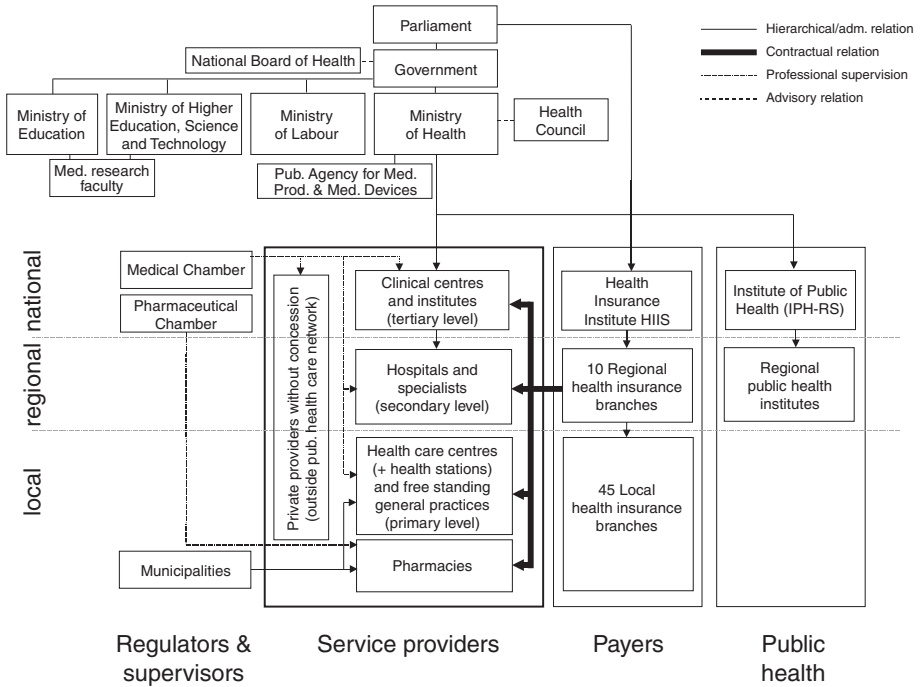 Parliament
Hierarchical/adm. relation
Contractual relation
Professional supervision
Advisory relation
National Board of Health
Government
Ministry of
Education
Ministry of Higher
Education, Science
and Technology
Ministry
of Labour
Ministry
of Health
Health
Council
Med. research
faculty
Pub. Agency for Med.
Prod. & Med. Devices
national
regional
local
Medical Chamber
Pharmaceutical
Chamber
Municipalities
Private providers without concession
(outside pub. health care network)
Clinical centres
and institutes
(tertiary level)
Hospitals and
specialists
(secondary level)
Health care centres
(+ health stations)
and free standing
general practices
(primary level)
Pharmacies
Health
Insurance
Institute HIIS
10 Regional
health insurance
branches
45 Local
health insurance
branches
Institute of Public
Health (IPH-RS)
Regional
public health
institutes
Regulators &
supervisors
Service providers
Payers
Public
health